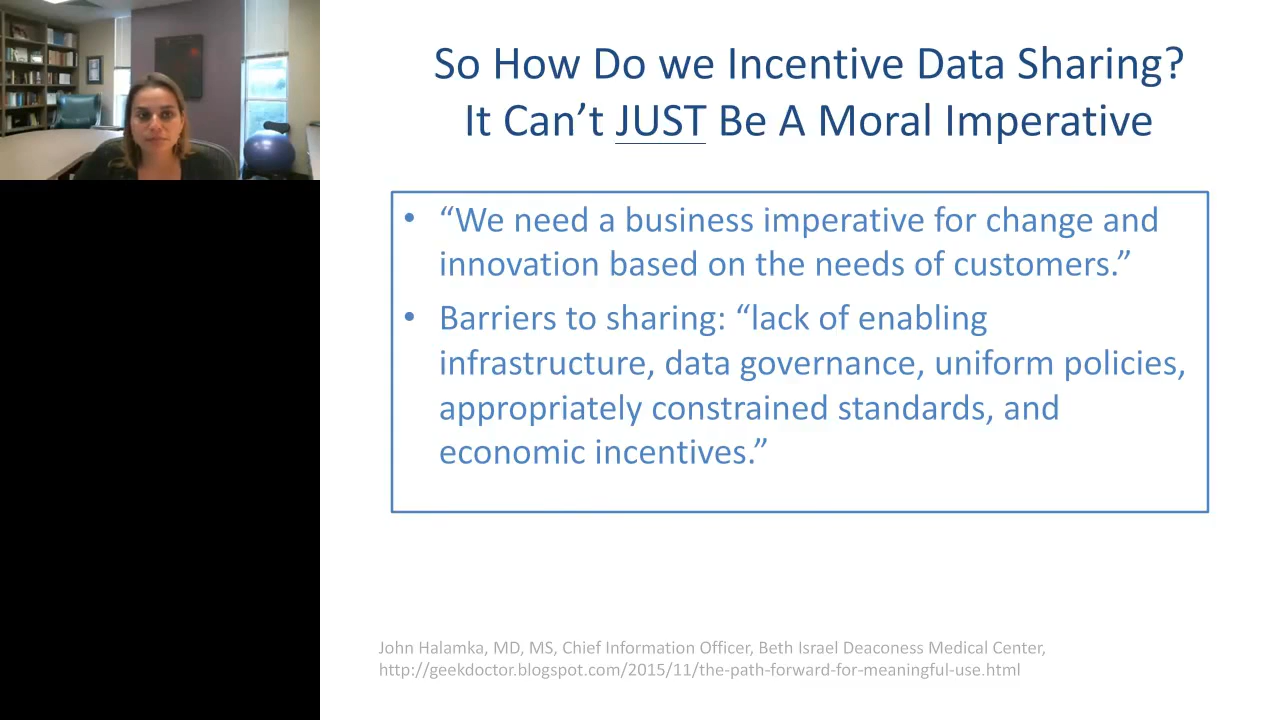 So How Do we Incentive Data Sharing?
It Can’t JUST Be A Moral Imperative
• “We need a business imperative for change and
innovation based on the needs of customers.”
• Barriers to sharing: “lack of enabling
infrastructure, data governance, uniform policies,
appropriately constrained standards, and
economic incentives.”
John Halamka, MD, MS, Chief Information Officer, Beth Israel Deaconess Medical Center,
http://geekdoctor.blogspot.com/2015/11/the-path-forward-for-meaningful-use.html